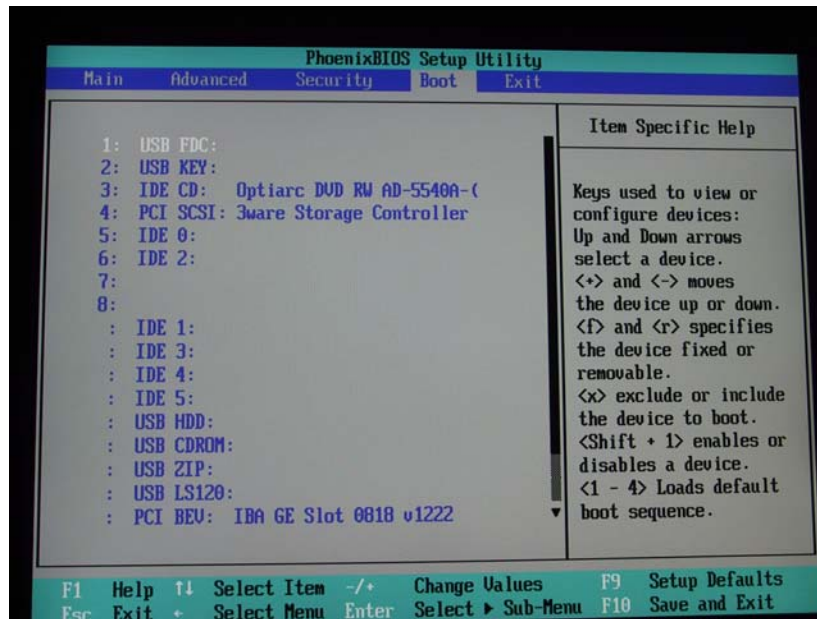 PhoenixBIOS Setup Utility
Main Advanced Security Boot Exit
1: USB FDC:
2: USB KEY:
3: IDE CD: Optiarc DVD RW AD-5540A-(
4: PCI SCSI: 3ware Storage Controller
5: IDE 0:
6: IDE 2:
7:
8:
: IDE 1:
: IDE 3:
: IDE 4:
: IDE 5:
: USB HDD:
: USB CDROM:
: USB ZIP:
: USB LS120:
: PCI BEV: IBA GE Slot 0818 v1222
Item Specific Help
Keys used to view or
configure devices:
Up and Down arrows
select a device.
<+> and <-> moves
the device up or down.
<f> and <r> specifies
the device fixed or
removable.
<x> exclude or include
the device to boot.
<Shift + 1> enables or
disables a device.
<1 - 4> Loads default
boot sequence.
F1 Help ↑↓ Select Item -/+ Change Values F9 Setup Defaults
Esc Exit ← Select Menu Enter Select ▶ Sub-Menu F10 Save and Exit